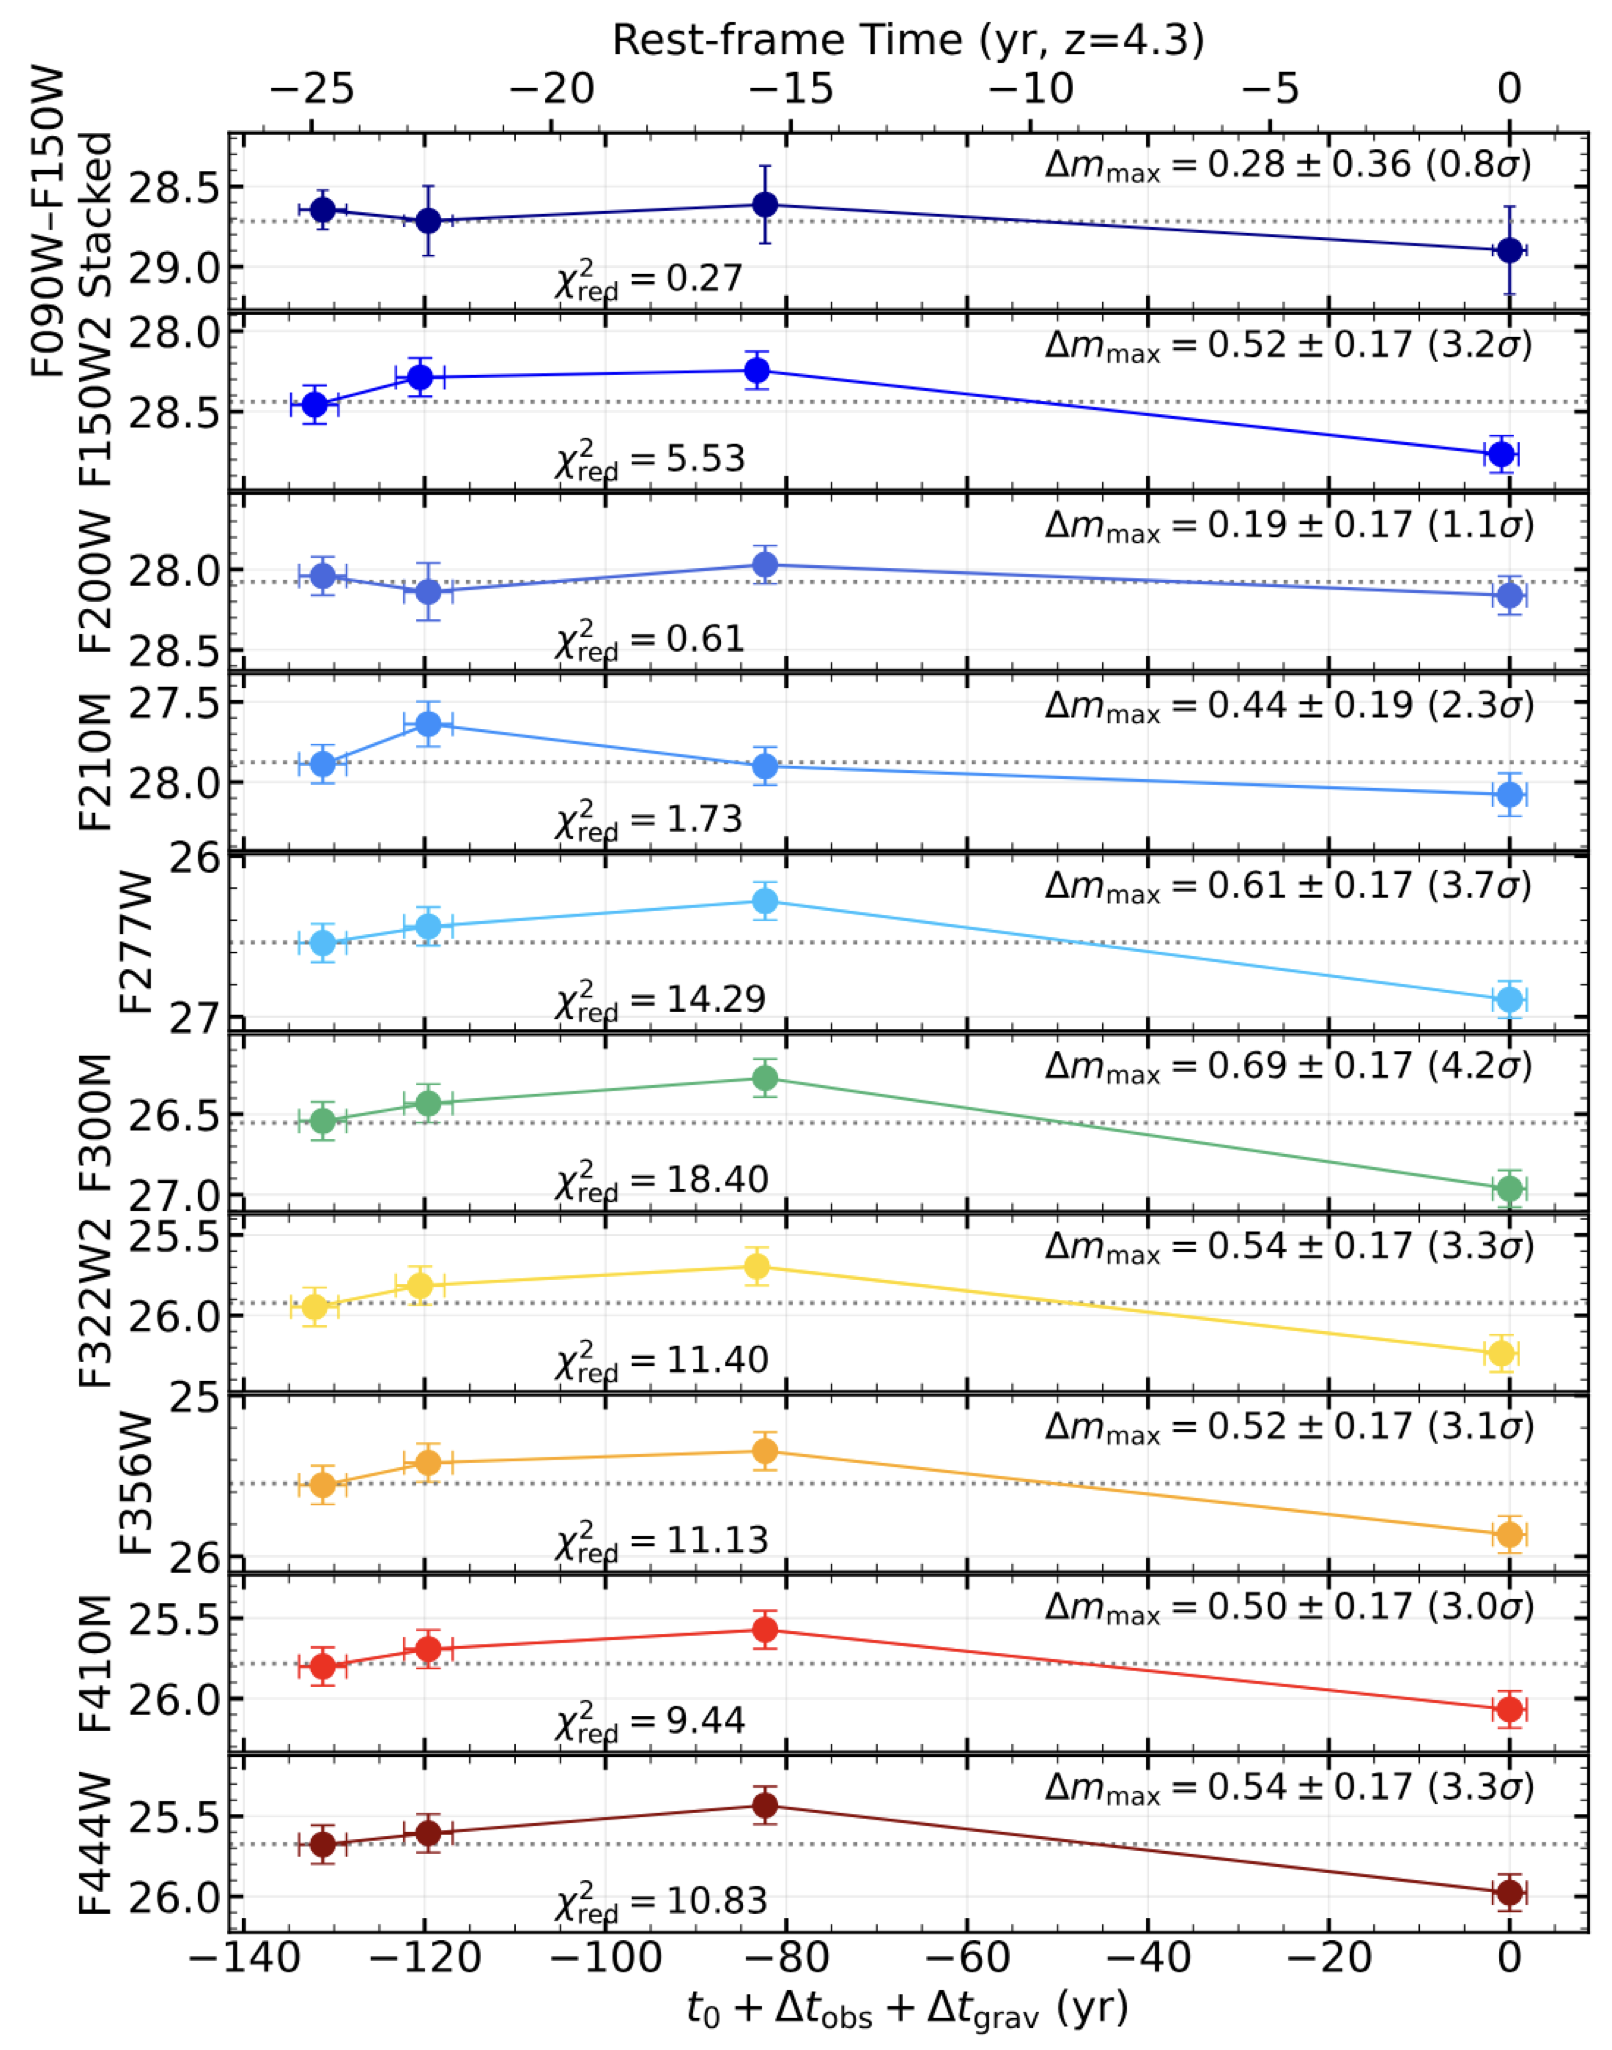 Rest-frame Time (yr, z=4.3)
−25 −20 −15 −10 −5 0
F090W–F150W
Stacked
28.5
29.0
Δm_max = 0.28 ± 0.36 (0.8σ)
χ²_red = 0.27
F150W2
28.0
28.5
Δm_max = 0.52 ± 0.17 (3.2σ)
χ²_red = 5.53
F200W
28.0
28.5
Δm_max = 0.19 ± 0.17 (1.1σ)
χ²_red = 0.61
F210M
27.5
28.0
Δm_max = 0.44 ± 0.19 (2.3σ)
χ²_red = 1.73
F277W
26
27
Δm_max = 0.61 ± 0.17 (3.7σ)
χ²_red = 14.29
F300M
26.5
27.0
Δm_max = 0.69 ± 0.17 (4.2σ)
χ²_red = 18.40
F322W2
25.5
26.0
Δm_max = 0.54 ± 0.17 (3.3σ)
χ²_red = 11.40
F356W
25
26
Δm_max = 0.52 ± 0.17 (3.1σ)
χ²_red = 11.13
F410M
25.5
26.0
Δm_max = 0.50 ± 0.17 (3.0σ)
χ²_red = 9.44
F444W
25.5
26.0
Δm_max = 0.54 ± 0.17 (3.3σ)
χ²_red = 10.83
−140 −120 −100 −80 −60 −40 −20 0
t₀ + Δt_obs + Δt_grav (yr)